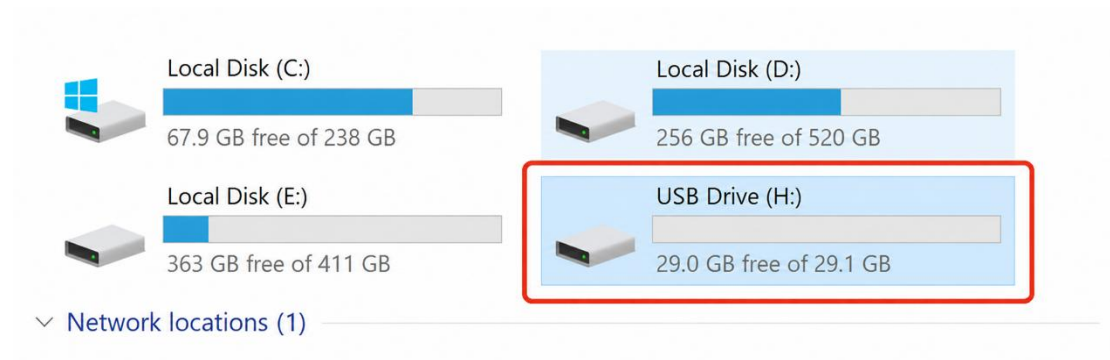 Local Disk (C:)
67.9 GB free of 238 GB
Local Disk (D:)
256 GB free of 520 GB
Local Disk (E:)
363 GB free of 411 GB
USB Drive (H:)
29.0 GB free of 29.1 GB
Network locations (1)